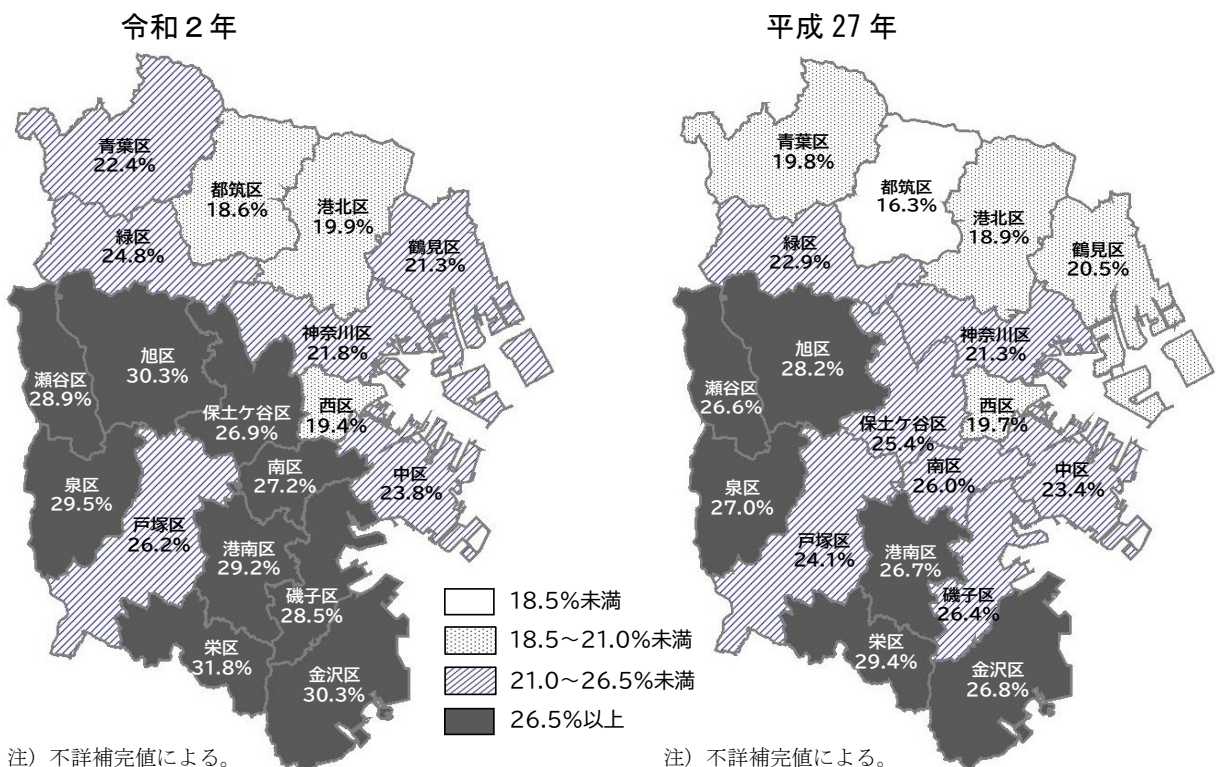 令和２年
青葉区
22.4%
都筑区
18.6%
港北区
19.9%
緑区
24.8%
鶴見区
21.3%
神奈川区
21.8%
旭区
30.3%
瀬谷区
28.9%
保土ケ谷区
26.9%
西区
19.4%
南区
27.2%
中区
23.8%
泉区
29.5%
戸塚区
26.2%
港南区
29.2%
磯子区
28.5%
栄区
31.8%
金沢区
30.3%
注）不詳補完値による。
18.5%未満
18.5～21.0%未満
21.0～26.5%未満
26.5%以上
平成 27 年
青葉区
19.8%
都筑区
16.3%
港北区
18.9%
緑区
22.9%
鶴見区
20.5%
神奈川区
21.3%
旭区
28.2%
瀬谷区
26.6%
保土ケ谷区
25.4%
西区
19.7%
南区
26.0%
中区
23.4%
泉区
27.0%
戸塚区
24.1%
港南区
26.7%
磯子区
26.4%
栄区
29.4%
金沢区
26.8%
注）不詳補完値による。